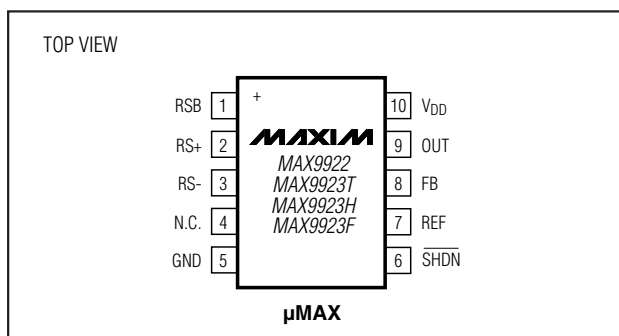 TOP VIEW
RSB 1 + 10 VDD
RS+ 2 MAXIM 9 OUT
MAX9922
RS- 3 MAX9923T 8 FB
MAX9923H
N.C. 4 MAX9923F 7 REF
GND 5 6 SHDN
µMAX